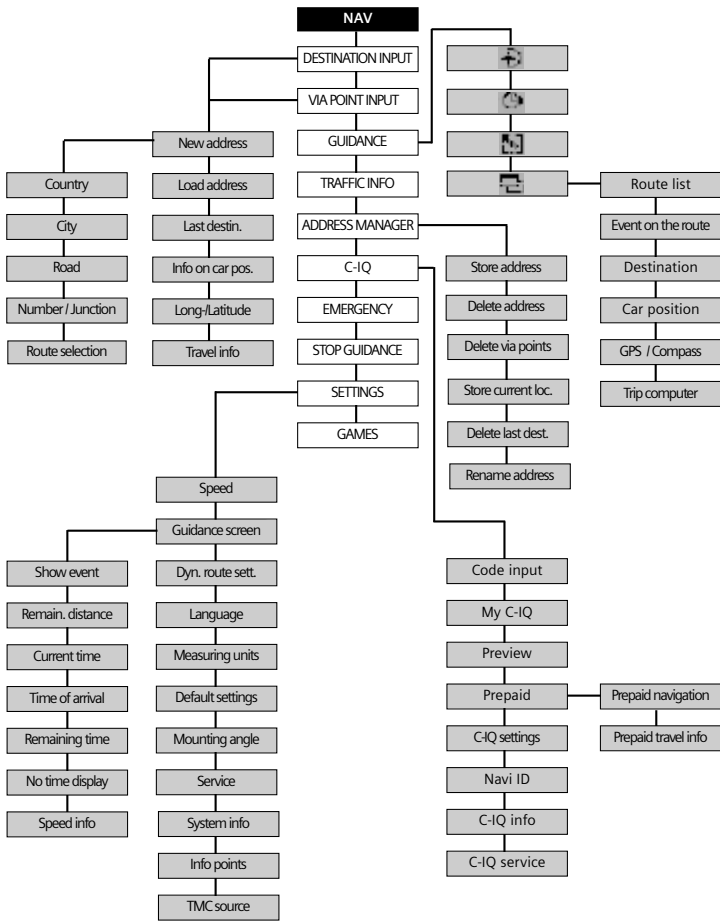 NAV
DESTINATION INPUT
VIA POINT INPUT
GUIDANCE
TRAFFIC INFO
ADDRESS MANAGER
C-IQ
EMERGENCY
STOP GUIDANCE
SETTINGS
GAMES
New address
Load address
Last destin.
Info on car pos.
Long-/Latitude
Travel info
Country
City
Road
Number / Junction
Route selection
Route list
Event on the route
Destination
Car position
GPS / Compass
Trip computer
Store address
Delete address
Delete via points
Store current loc.
Delete last dest.
Rename address
Speed
Guidance screen
Dyn. route sett.
Language
Measuring units
Default settings
Mounting angle
Service
System info
Info points
TMC source
Show event
Remain. distance
Current time
Time of arrival
Remaining time
No time display
Speed info
Code input
My C-IQ
Preview
Prepaid
C-IQ settings
Navi ID
C-IQ info
C-IQ service
Prepaid navigation
Prepaid travel info